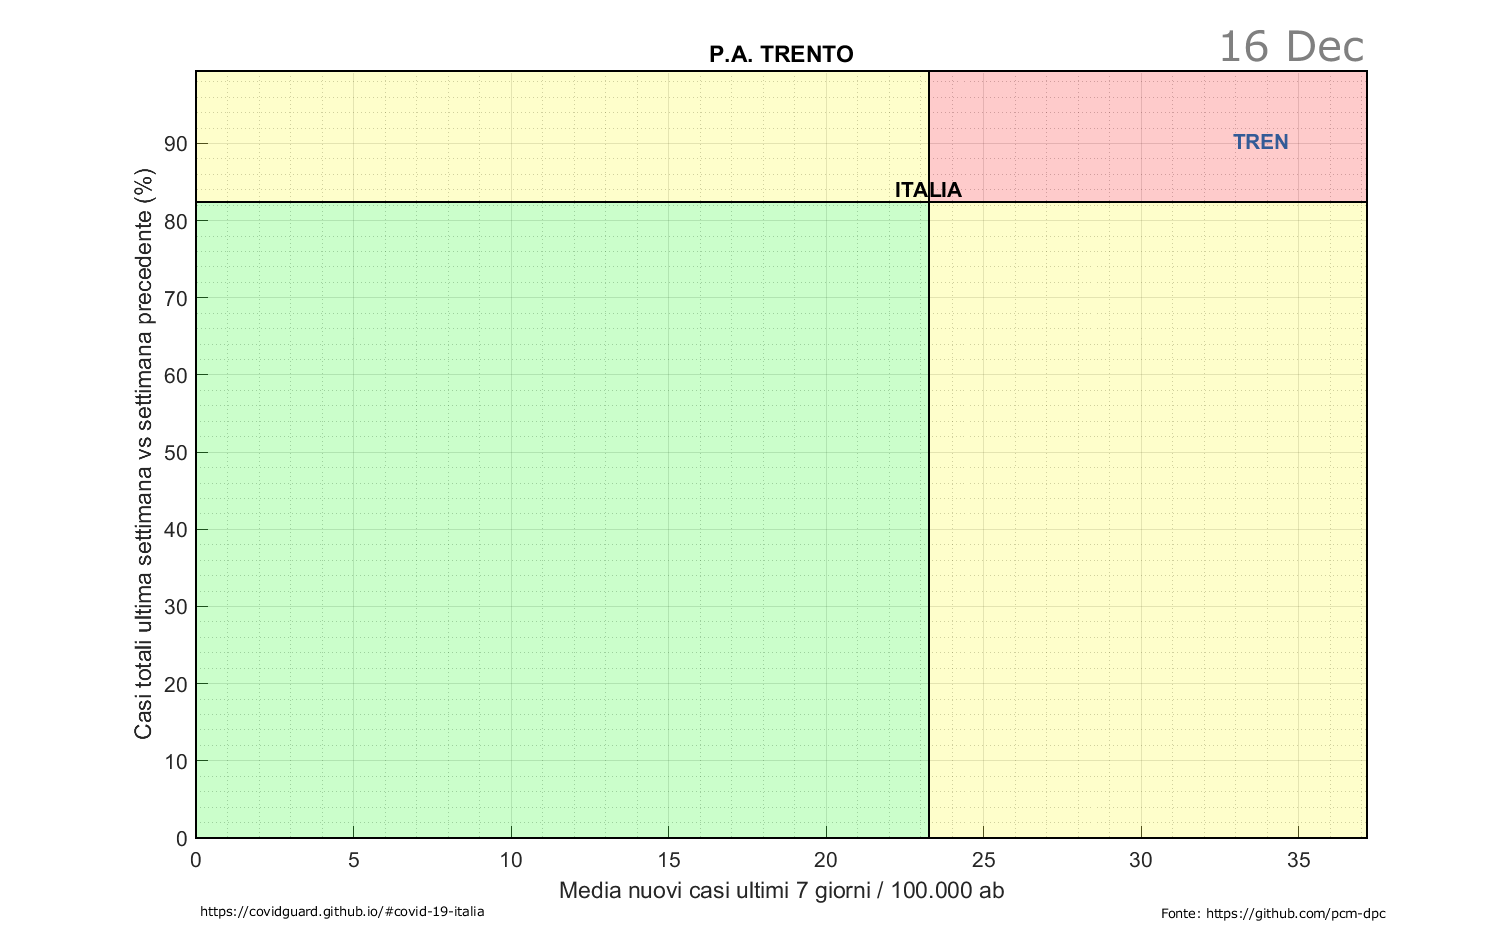 16 Dec
P.A. TRENTO
90
80
70
60
50
40
30
20
10
0
Casi totali ultima settimana vs settimana precedente (%)
TREN
ITALIA
0 5 10 15 20 25 30 35
Media nuovi casi ultimi 7 giorni / 100.000 ab
https://covidguard.github.io/#covid-19-italia
Fonte: https://github.com/pcm-dpc